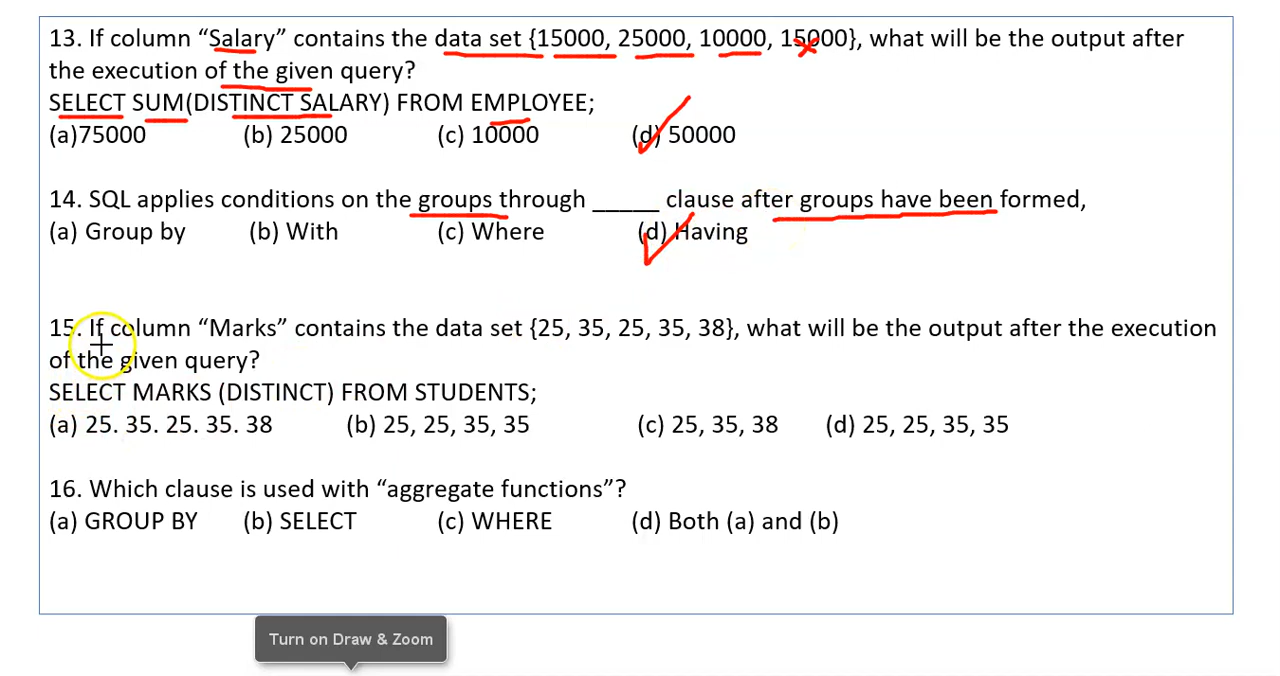 13. If column “Salary” contains the data set {15000, 25000, 10000, 15000}, what will be the output after
the execution of the given query?
SELECT SUM(DISTINCT SALARY) FROM EMPLOYEE;
(a)75000 (b) 25000 (c) 10000 (d) 50000
14. SQL applies conditions on the groups through _____ clause after groups have been formed,
(a) Group by (b) With (c) Where (d) Having
15. If column “Marks” contains the data set {25, 35, 25, 35, 38}, what will be the output after the execution
of the given query?
SELECT MARKS (DISTINCT) FROM STUDENTS;
(a) 25. 35. 25. 35. 38 (b) 25, 25, 35, 35 (c) 25, 35, 38 (d) 25, 25, 35, 35
16. Which clause is used with “aggregate functions”?
(a) GROUP BY (b) SELECT (c) WHERE (d) Both (a) and (b)
Turn on Draw & Zoom